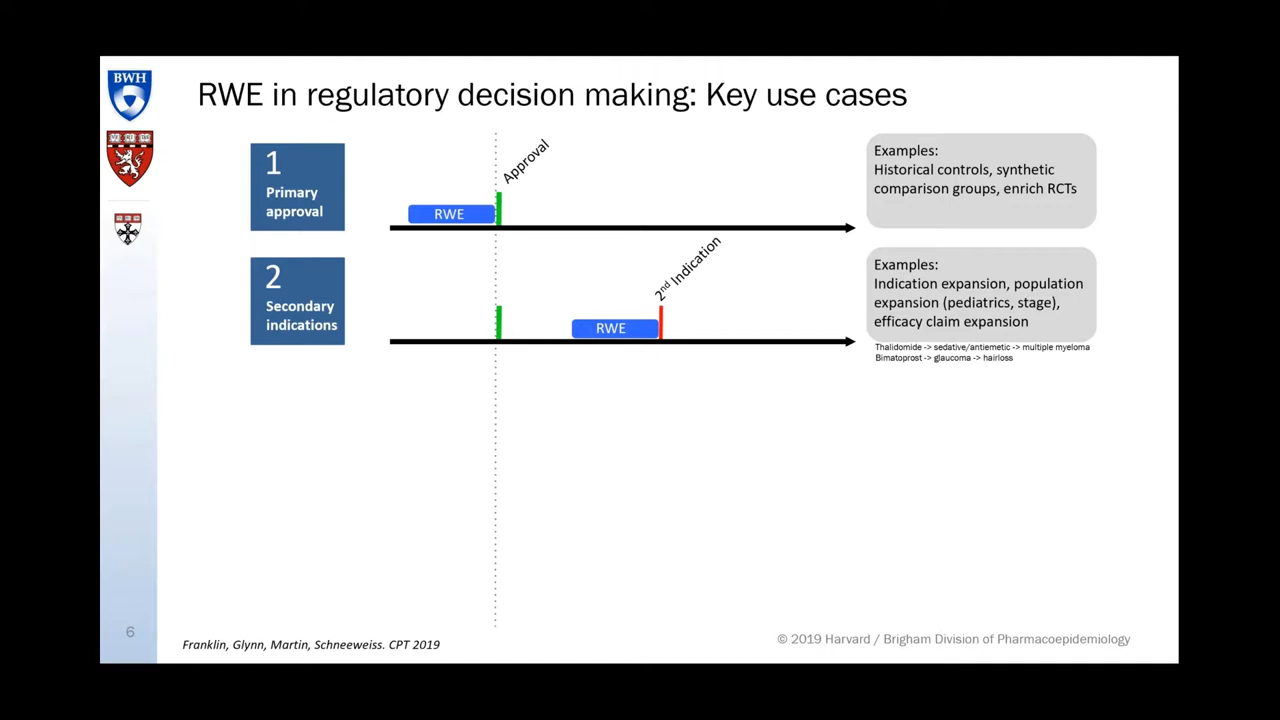 BWH
RWE in regulatory decision making: Key use cases
1
Primary
approval
RWE
Approval
Examples:
Historical controls, synthetic
comparison groups, enrich RCTs
2
Secondary
indications
RWE
2nd Indication
Examples:
Indication expansion, population
expansion (pediatrics, stage),
efficacy claim expansion
Thalidomide -> sedative/antiemetic -> multiple myeloma
Bimatoprost -> glaucoma -> hairloss
6
Franklin, Glynn, Martin, Schneeweiss. CPT 2019
© 2019 Harvard / Brigham Division of Pharmacoepidemiology